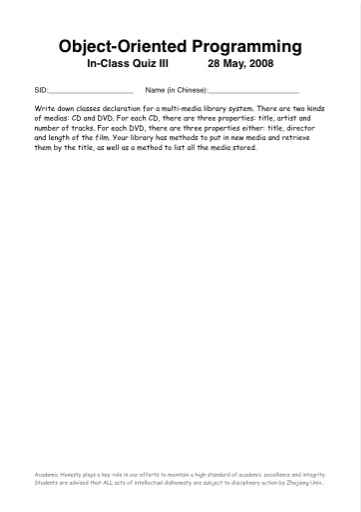 Object-Oriented Programming
In-Class Quiz III 28 May, 2008
SID:____________________ Name (in Chinese):______________________
Write down classes declaration for a multi-media library system. There are two kinds
of medias: CD and DVD. For each CD, there are three properties: title, artist and
number of tracks. For each DVD, there are three properties either: title, director
and length of the film. Your library has methods to put in new media and retrieve
them by the title, as well as a method to list all the media stored.
Academic Honesty plays a key role in our efforts to maintain a high standard of academic excellence and integrity.
Students are advised that ALL acts of intellectual dishonesty are subject to disciplinary action by Zhejiang Univ.